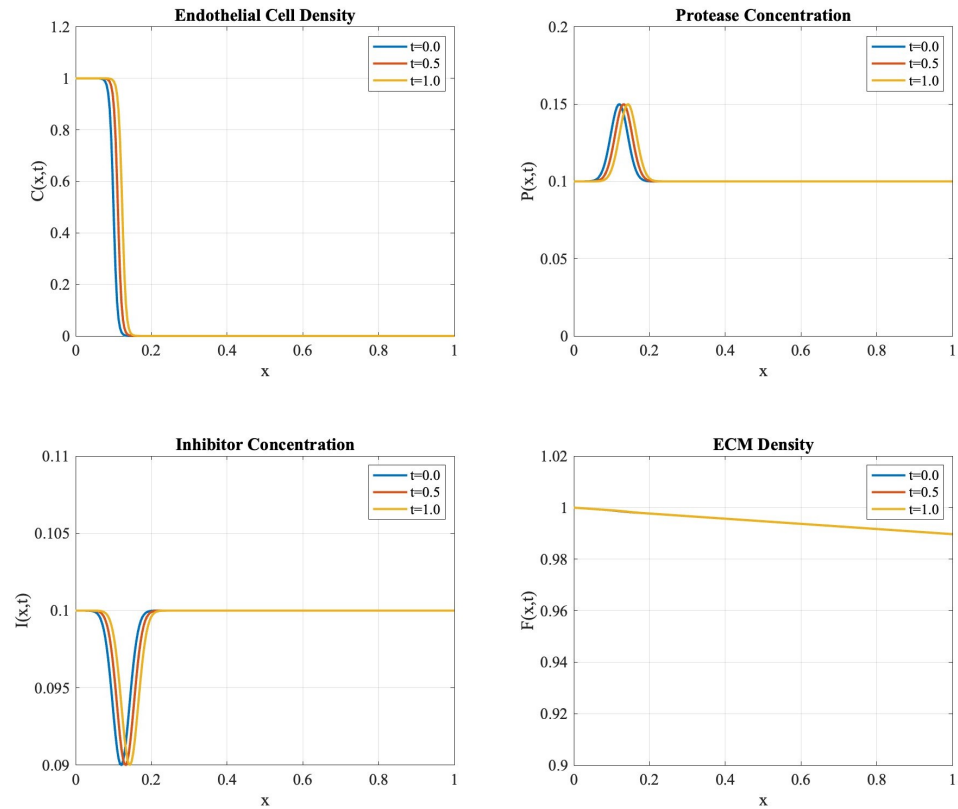 Endothelial Cell Density
1.2
1
0.8
0.6
0.4
0.2
0
C(x,t)
t=0.0
t=0.5
t=1.0
0 0.2 0.4 0.6 0.8 1
x
Protease Concentration
0.2
0.15
0.1
0.05
0
P(x,t)
t=0.0
t=0.5
t=1.0
0 0.2 0.4 0.6 0.8 1
x
Inhibitor Concentration
0.11
0.105
0.1
0.095
0.09
I(x,t)
t=0.0
t=0.5
t=1.0
0 0.2 0.4 0.6 0.8 1
x
ECM Density
1.02
1
0.98
0.96
0.94
0.92
0.9
F(x,t)
t=0.0
t=0.5
t=1.0
0 0.2 0.4 0.6 0.8 1
x